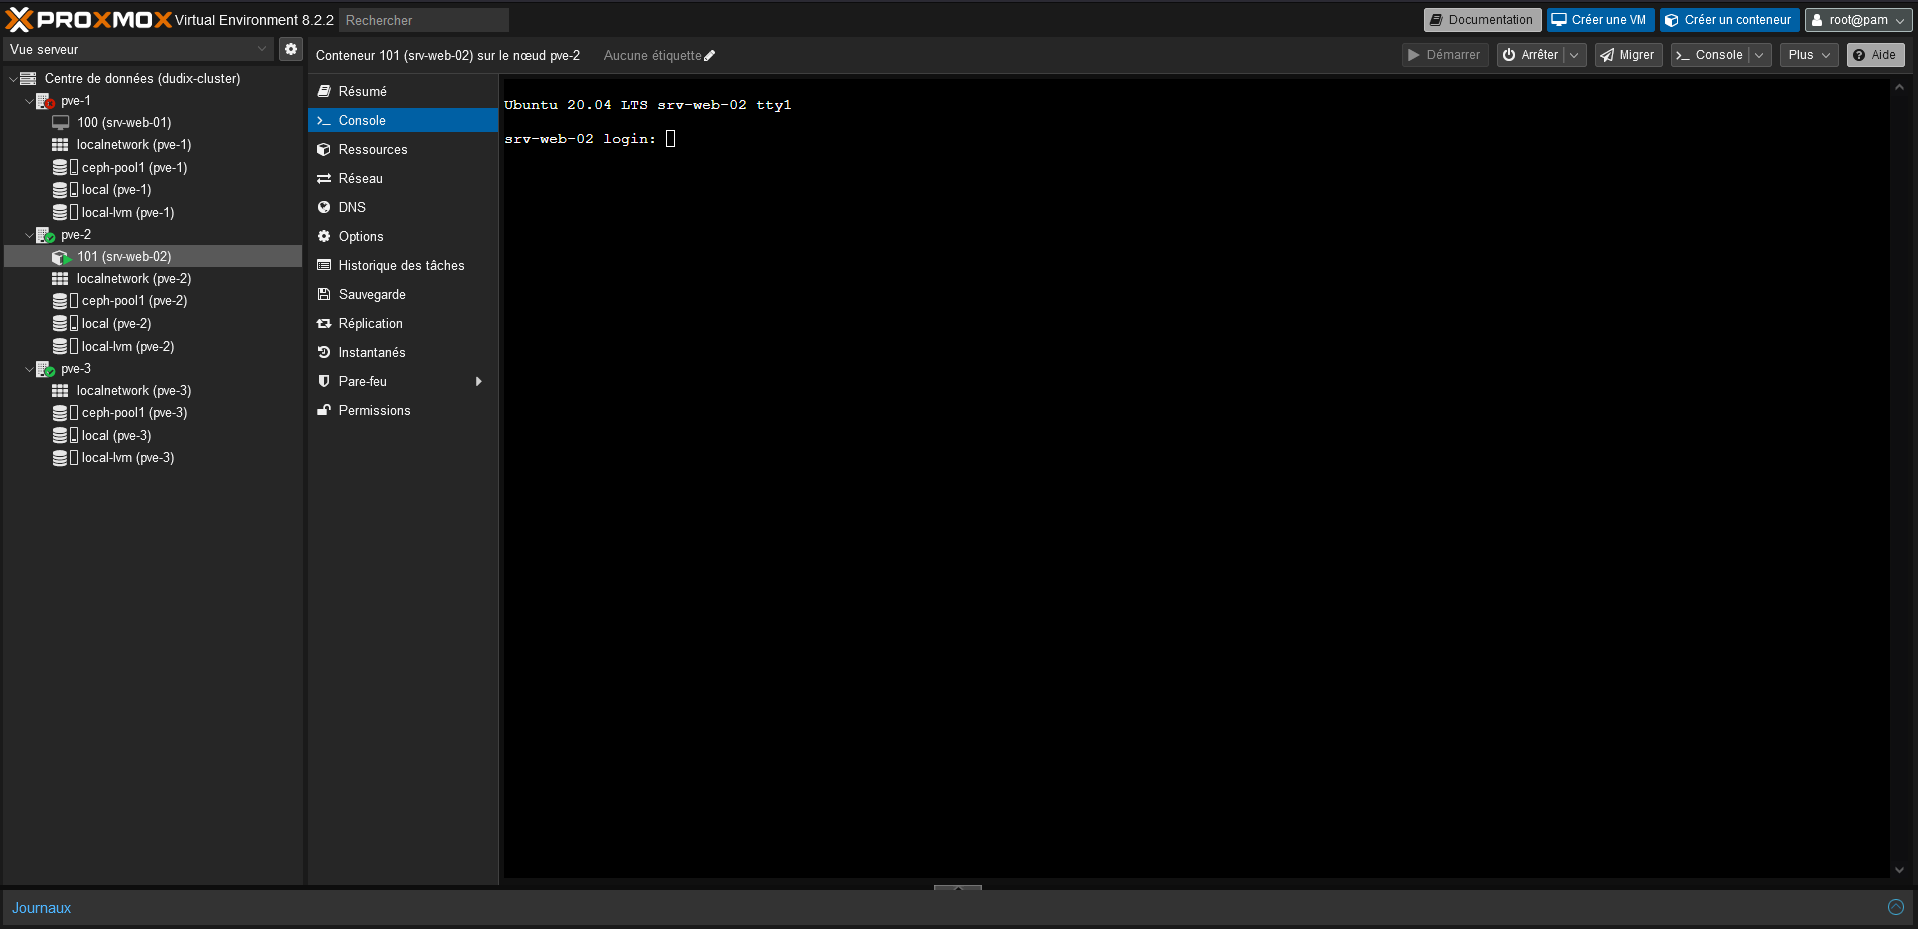 PROXMOX Virtual Environment 8.2.2 Rechercher Documentation Créer une VM Créer un conteneur root@pam
Vue serveur
Centre de données (dudix-cluster)
pve-1
100 (srv-web-01)
localnetwork (pve-1)
ceph-pool1 (pve-1)
local (pve-1)
local-lvm (pve-1)
pve-2
101 (srv-web-02)
localnetwork (pve-2)
ceph-pool1 (pve-2)
local (pve-2)
local-lvm (pve-2)
pve-3
localnetwork (pve-3)
ceph-pool1 (pve-3)
local (pve-3)
local-lvm (pve-3)
Conteneur 101 (srv-web-02) sur le nœud pve-2 Aucune étiquette Démarrer Arrêter Migrer Console Plus Aide
Résumé
Console
Ressources
Réseau
DNS
Options
Historique des tâches
Sauvegarde
Réplication
Instantanés
Pare-feu
Permissions
Ubuntu 20.04 LTS srv-web-02 tty1
srv-web-02 login:
Journaux